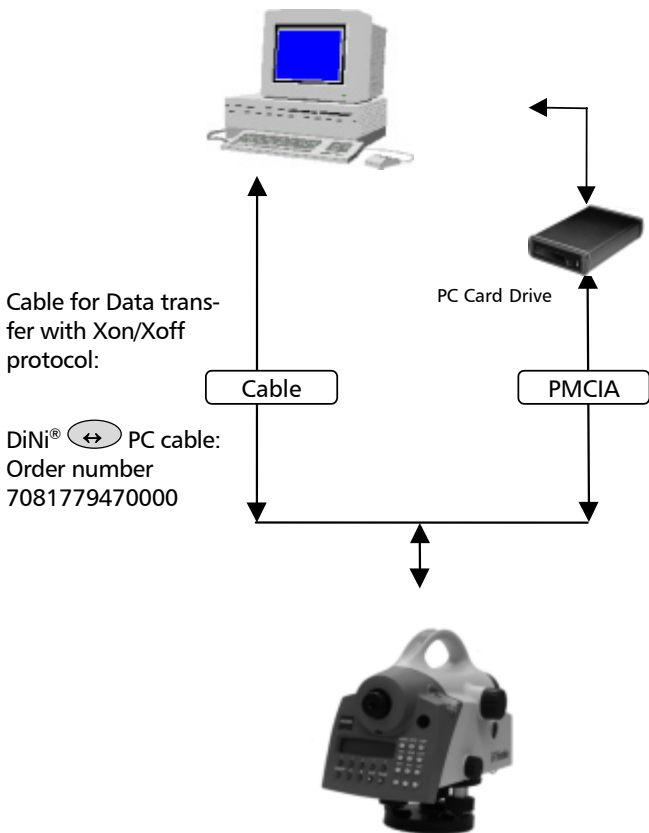 PC Card Drive
Cable for Data trans-
fer with Xon/Xoff
protocol:
Cable
PMCIA
DiNi® ↔ PC cable:
Order number
7081779470000